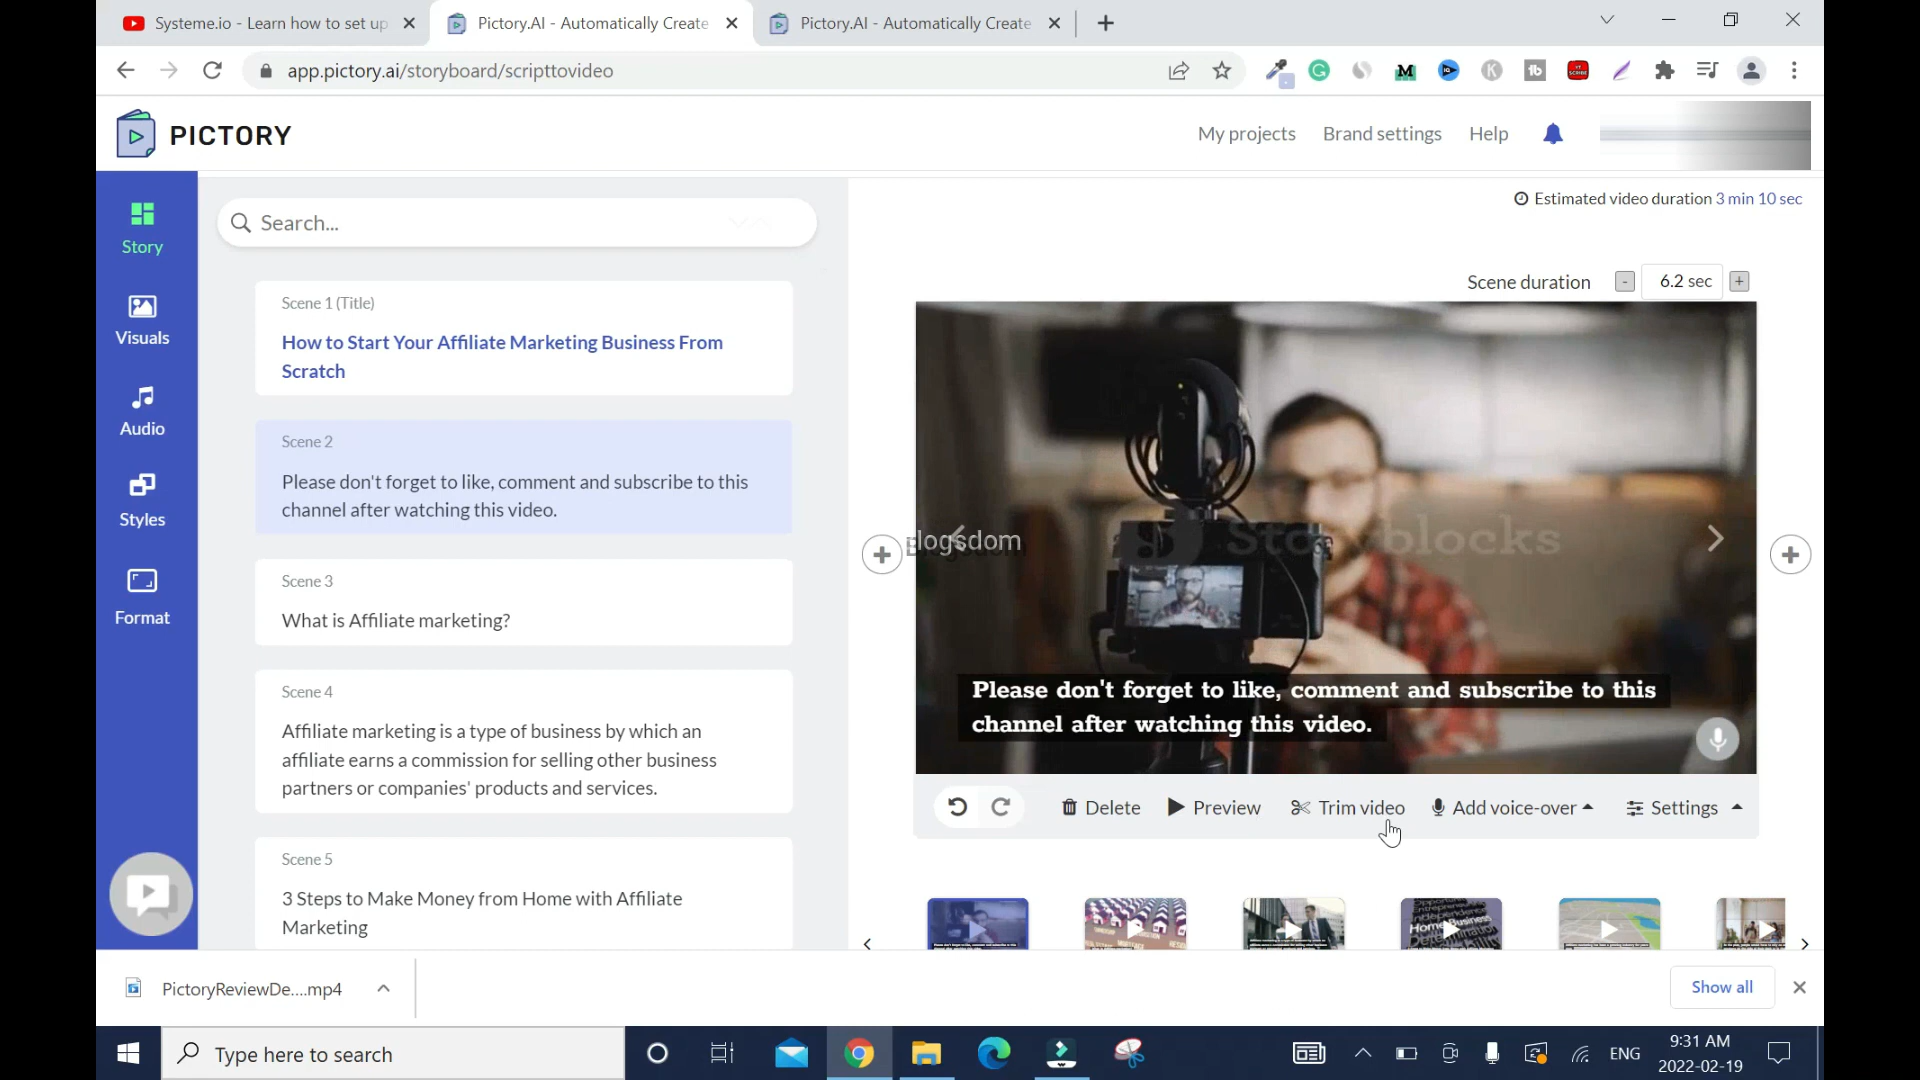 Systeme.io - Learn how to set up
Pictory.AI - Automatically Create
Pictory.AI - Automatically Create
app.pictory.ai/storyboard/scripttovideo
PICTORY
My projects
Brand settings
Help
Story
Visuals
Audio
Styles
Format
Search...
Scene 1 (Title)
How to Start Your Affiliate Marketing Business From
Scratch
Scene 2
Please don't forget to like, comment and subscribe to this
channel after watching this video.
Scene 3
What is Affiliate marketing?
Scene 4
Affiliate marketing is a type of business by which an
affiliate earns a commission for selling other business
partners or companies' products and services.
Scene 5
3 Steps to Make Money from Home with Affiliate
Marketing
Estimated video duration 3 min 10 sec
Scene duration - 6.2 sec +
Blogsdom
Storyblocks
Please don't forget to like, comment and subscribe to this
channel after watching this video.
Delete
Preview
Trim video
Add voice-over
Settings
Home Business
PictoryReviewDe....mp4
Show all
Type here to search
ENG
9:31 AM
2022-02-19